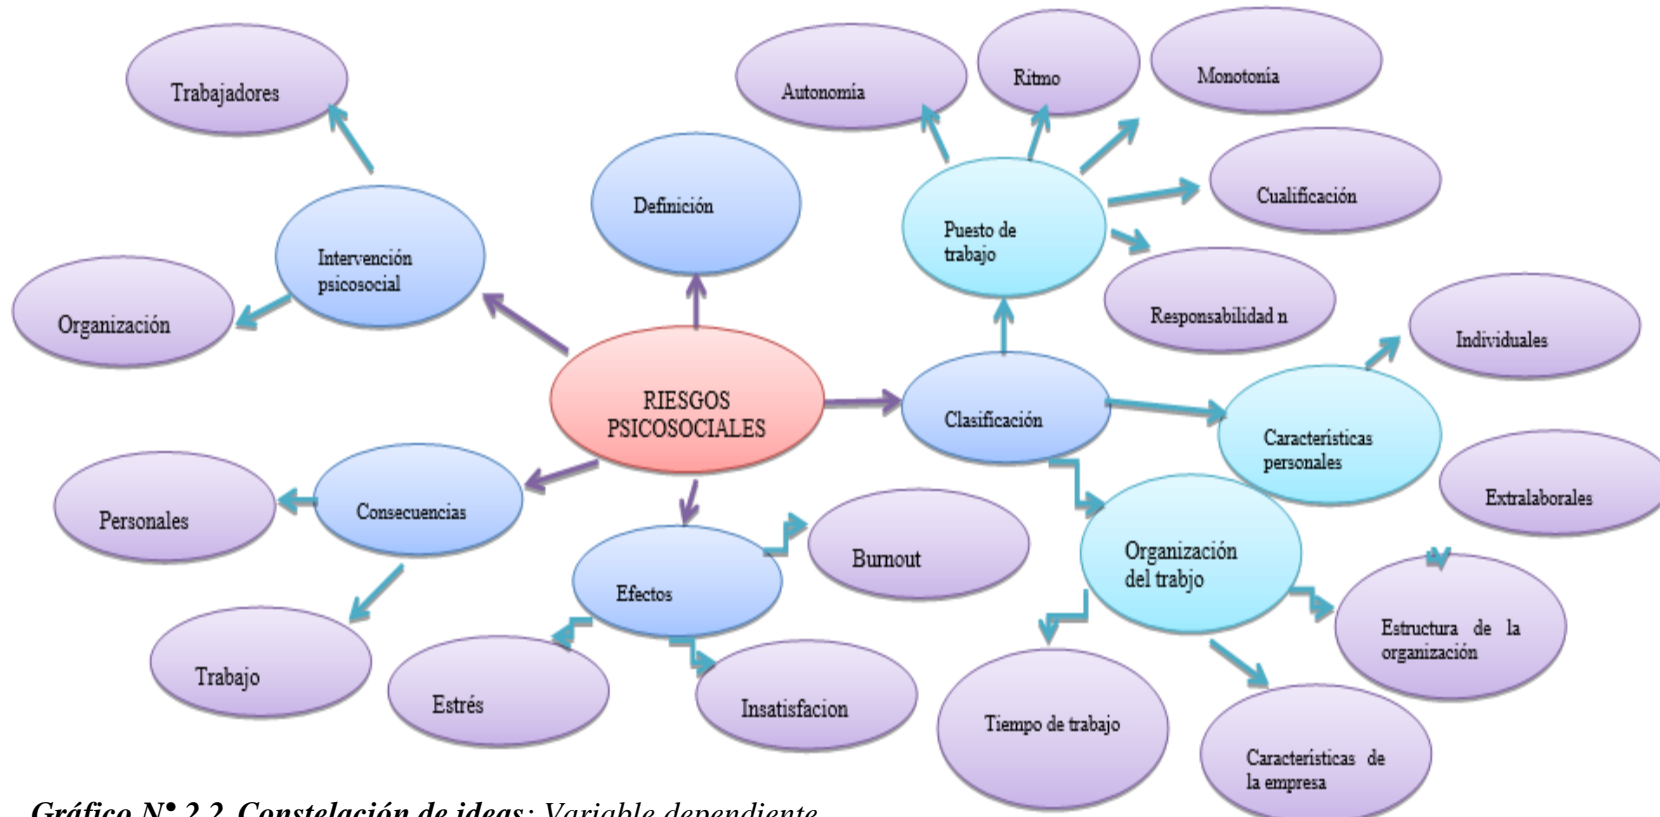 Trabajadores
Autonomía
Ritmo
Monotonía
Definición
Cualificación
Puesto de
trabajo
Intervención
psicosocial
Organización
Responsabilidad n
Individuales
RIESGOS
PSICOSOCIALES
Clasificación
Características
personales
Extralaborales
Personales
Consecuencias
Burnout
Organización
del trabjo
Efectos
Estructura de la
organización
Trabajo
Estrés
Insatisfacion
Tiempo de trabajo
Características de
la empresa
Gráfico N° 2.2 Constelación de ideas: Variable dependiente